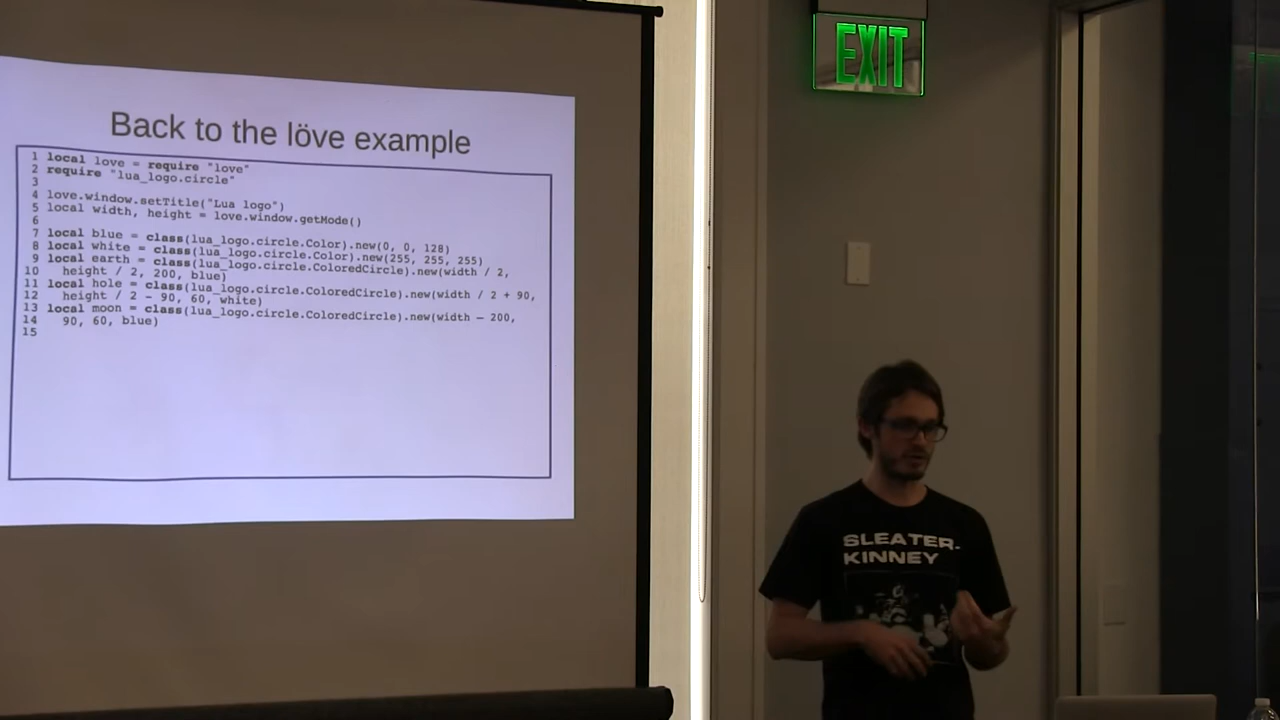 Back to the löve example
1 local love = require "love"
2 require "lua_logo.circle"
3
4 love.window.setTitle("Lua logo")
5 local width, height = love.window.getMode()
6
7 local blue = class(lua_logo.circle.Color).new(0, 0, 128)
8 local white = class(lua_logo.circle.Color).new(255, 255, 255)
9 local earth = class(lua_logo.circle.ColoredCircle).new(width / 2,
10 height / 2, 200, blue)
11 local hole = class(lua_logo.circle.ColoredCircle).new(width / 2 + 90,
12 height / 2 - 90, 60, white)
13 local moon = class(lua_logo.circle.ColoredCircle).new(width - 200,
14 90, 60, blue)
15
EXIT
SLEATER-
KINNEY